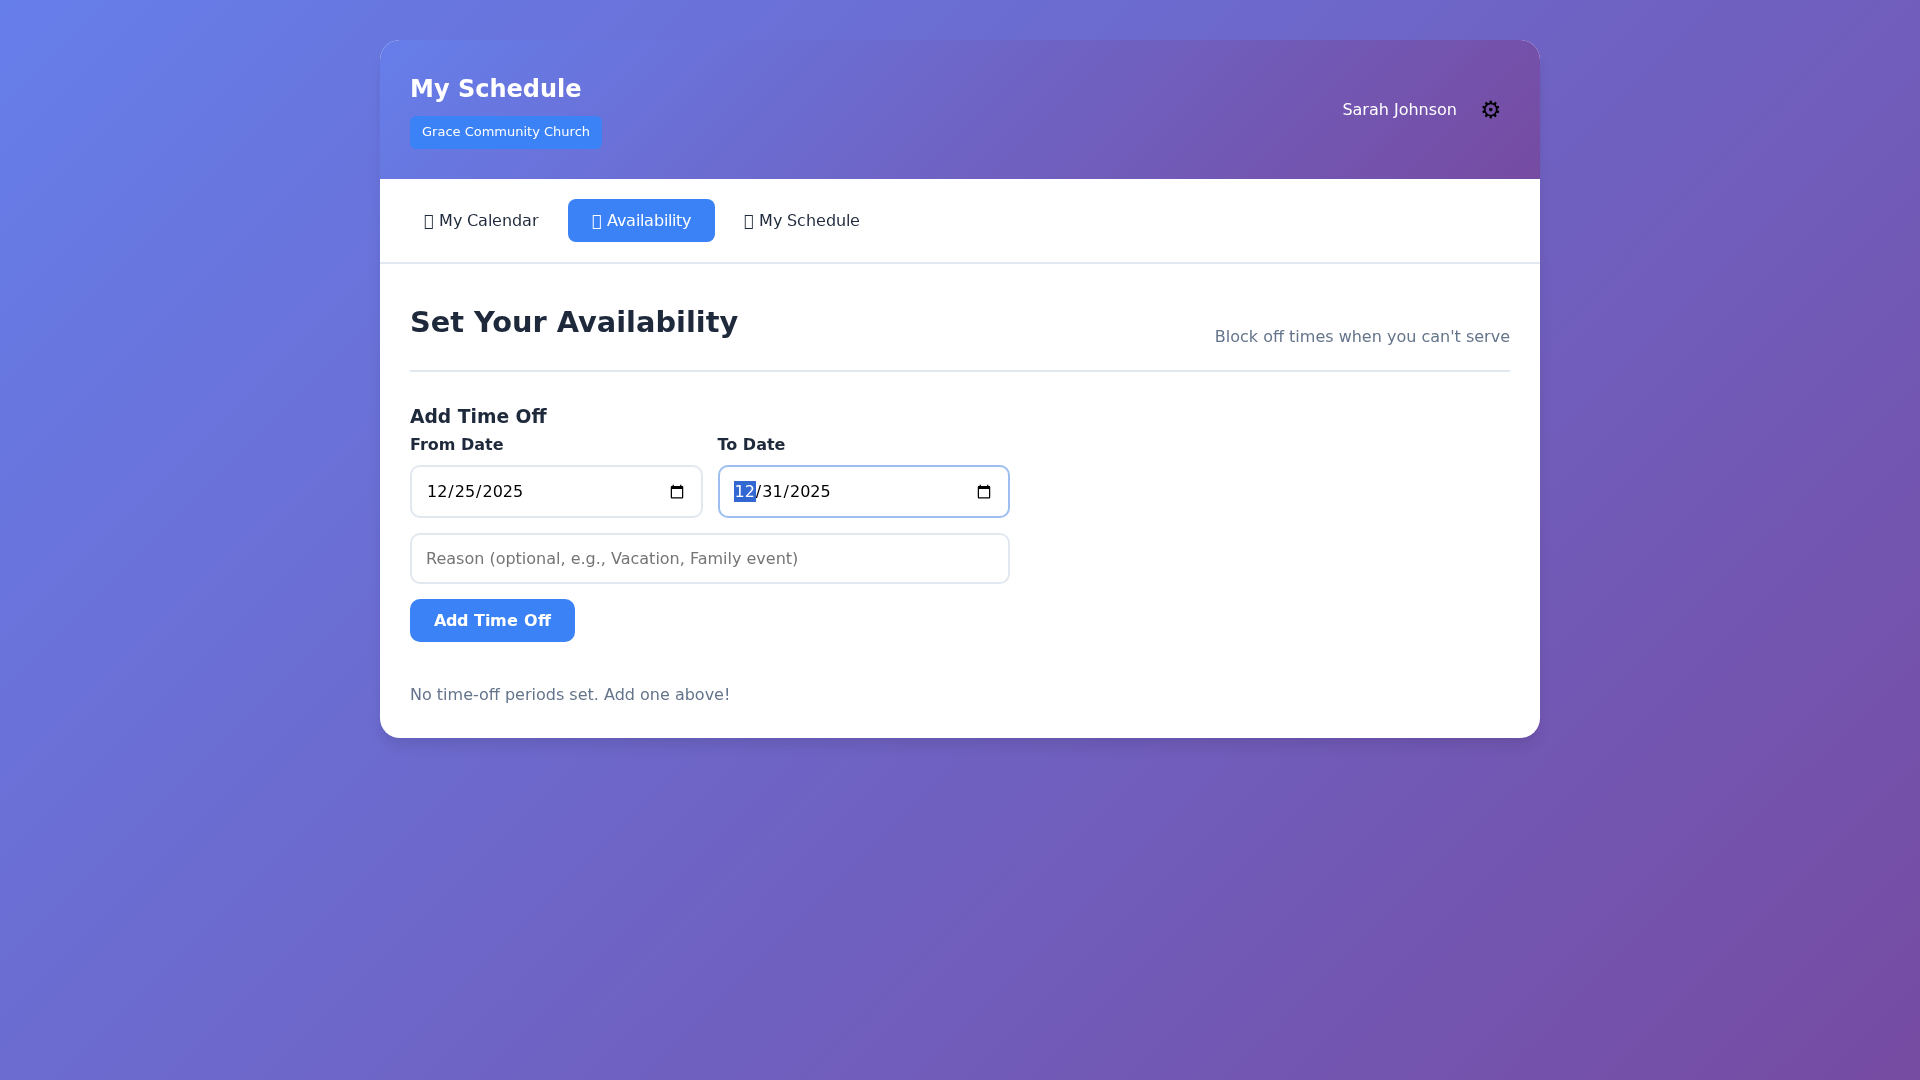 My Schedule
Grace Community Church
Sarah Johnson
My Calendar
Availability
My Schedule
Set Your Availability
Block off times when you can't serve
Add Time Off
From Date
To Date
12/25/2025
12/31/2025
Reason (optional, e.g., Vacation, Family event)
Add Time Off
No time-off periods set. Add one above!